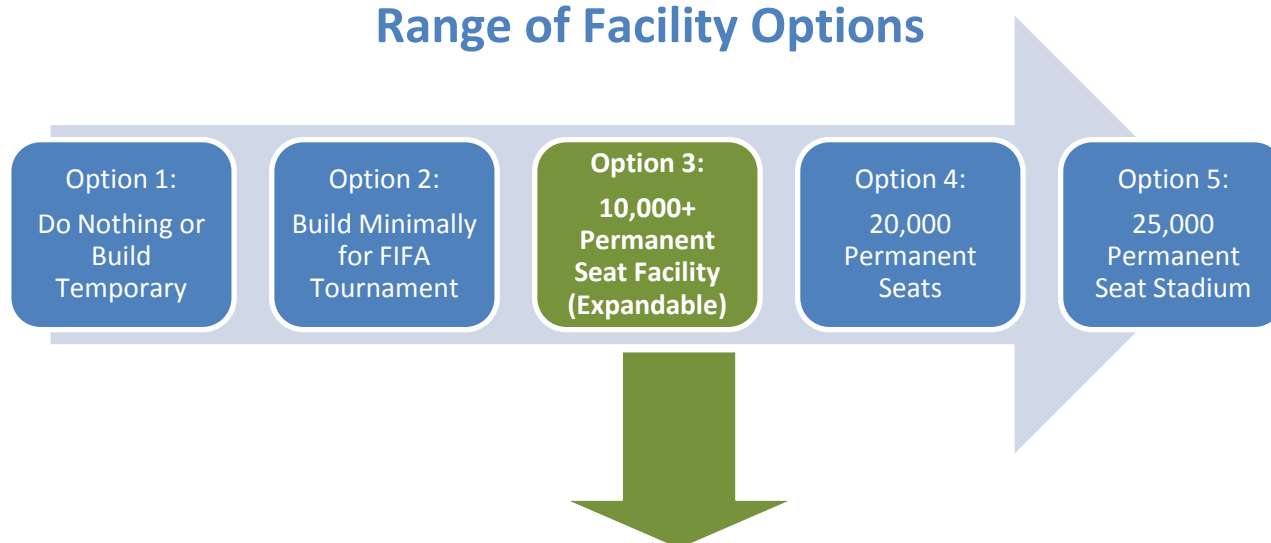 Range of Facility Options
Option 1:
Do Nothing or
Build
Temporary
Option 2:
Build Minimally
for FIFA
Tournament
Option 3:
10,000+
Permanent
Seat Facility
(Expandable)
Option 4:
20,000
Permanent
Seats
Option 5:
25,000
Permanent
Seat Stadium